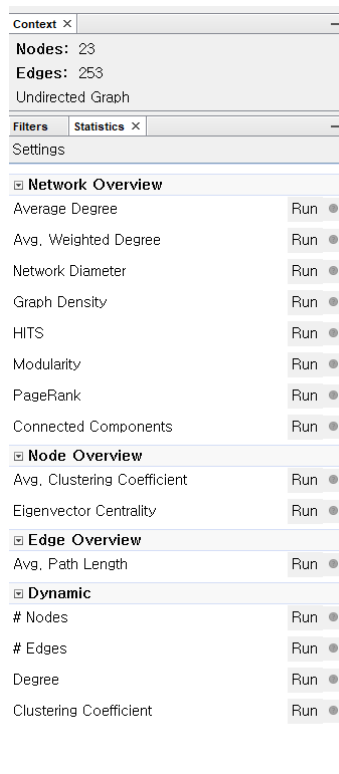 Context ×
Nodes: 23
Edges: 253
Undirected Graph
Filters Statistics ×
Settings
Network Overview
Average Degree Run
Avg. Weighted Degree Run
Network Diameter Run
Graph Density Run
HITS Run
Modularity Run
PageRank Run
Connected Components Run
Node Overview
Avg. Clustering Coefficient Run
Eigenvector Centrality Run
Edge Overview
Avg. Path Length Run
Dynamic
# Nodes Run
# Edges Run
Degree Run
Clustering Coefficient Run